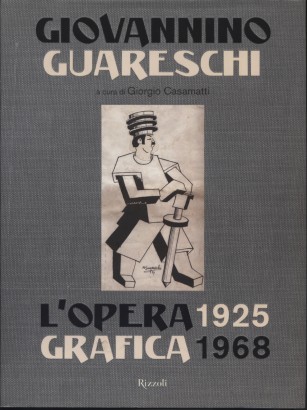 GIOVANNINO
GUARESCHI
a cura di Giorgio Casamatti
L'OPERA 1925
GRAFICA 1968
Rizzoli